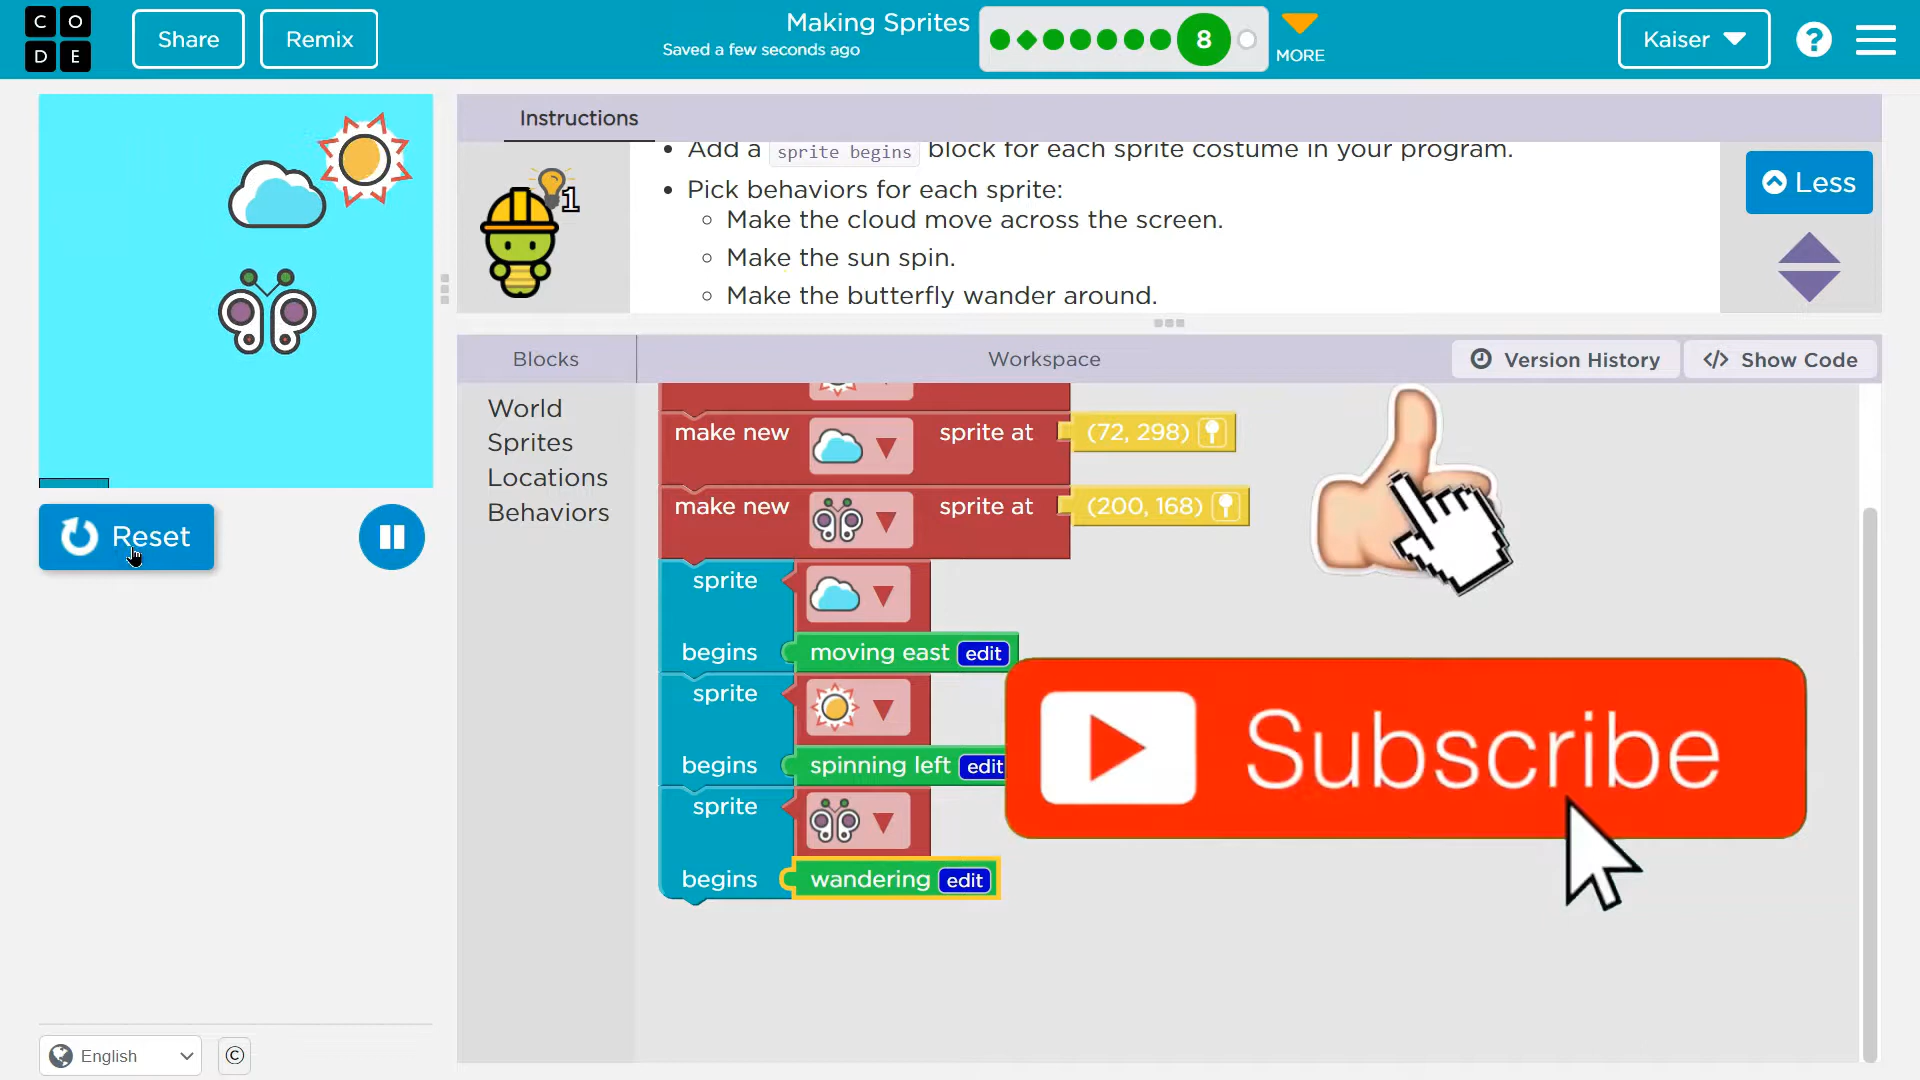 CO
DE
Share
Remix
Making Sprites
Saved a few seconds ago
8
MORE
Kaiser
?
Instructions
1
Add a sprite begins block for each sprite costume in your program.
Pick behaviors for each sprite:
Make the cloud move across the screen.
Make the sun spin.
Make the butterfly wander around.
Less
Blocks
Workspace
Version History
</> Show Code
World
Sprites
Locations
Behaviors
make new sprite at (72, 298)
make new sprite at (200, 168)
sprite
begins moving east edit
sprite
begins spinning left edit
sprite
begins wandering edit
Reset
Subscribe
English
©